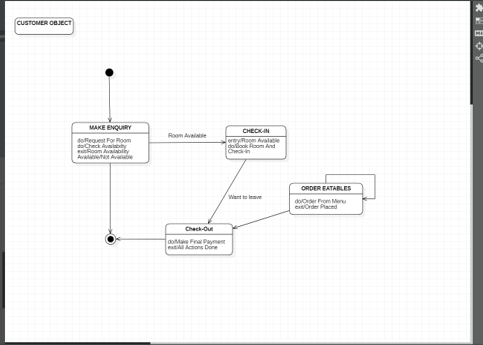 CUSTOMER OBJECT
MAKE ENQUIRY
do/Request For Room
do/Check Availabity
exit/Room Availability
Available/Not Available
Room Available
CHECK-IN
entry/Room Available
do/Book Room And
Check-in
Want to leave
ORDER EATABLES
do/Order From Menu
exit/Order Placed
Check-Out
do/Make Final Payment
exit/All Actions Done